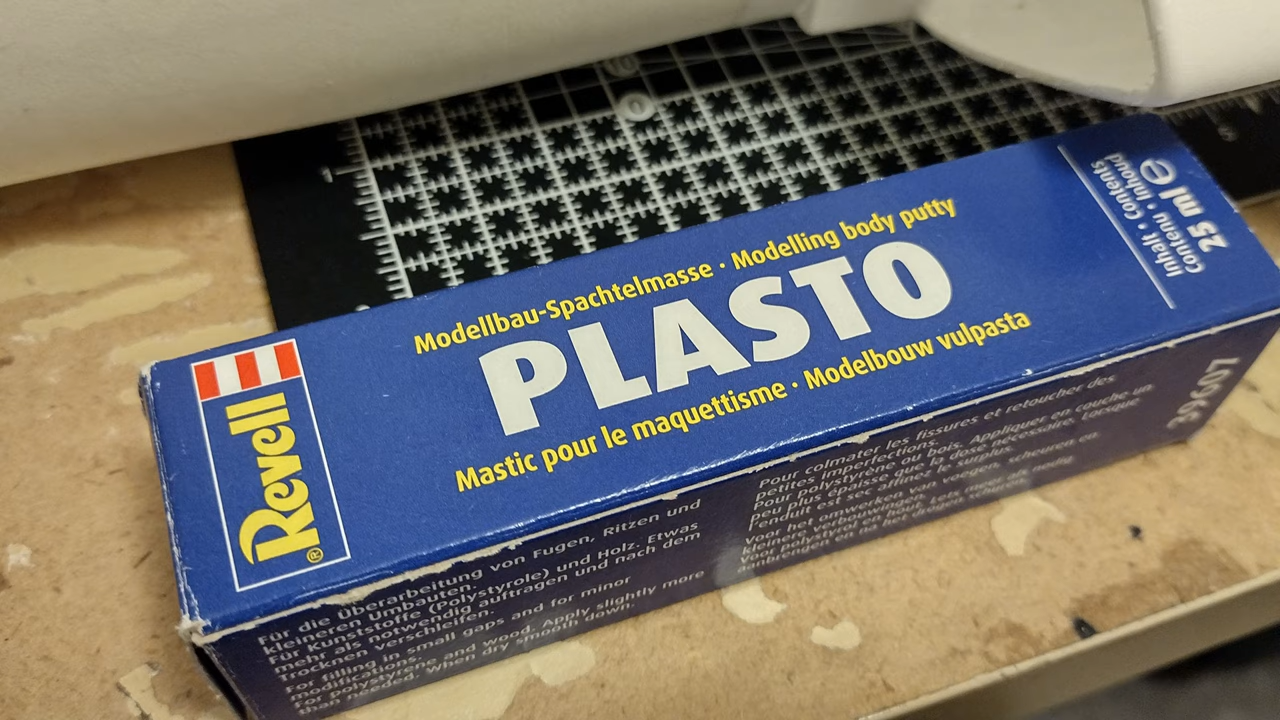 Revell
®
Modellbau-Spachtelmasse · Modelling body putty
PLASTO
Mastic pour le maquettisme · Modelbouw vulpasta
Inhalt · contents
contenu · inhoud
25 ml e
Für die überarbeitung von Fugen, Ritzen und
kleineren Umbauten.
Für Kunststoffe (Polystyrole) und Holz. Etwas
mehr als notwendig auftragen und nach dem
Trocknen verschleifen.
For filling in small gaps and for minor
modifications.
For polystyrene and wood. Apply slightly more
than needed, when dry smooth down.
Pour colmater les fissures et retoucher des
petites imperfections.
Pour polystyrène et bois. Appliquer en couche un
peu plus épaisse que la dose nécessaire. Lorsque
l'enduit est sec affiner le surplus.
Voor het omwerken van voegen, scheuren en
kleinere verbouwingen.
Voor polystyrol en hout. Iets meer als nodig
aanbrengen en na het drogen schuren.
39607
0
1